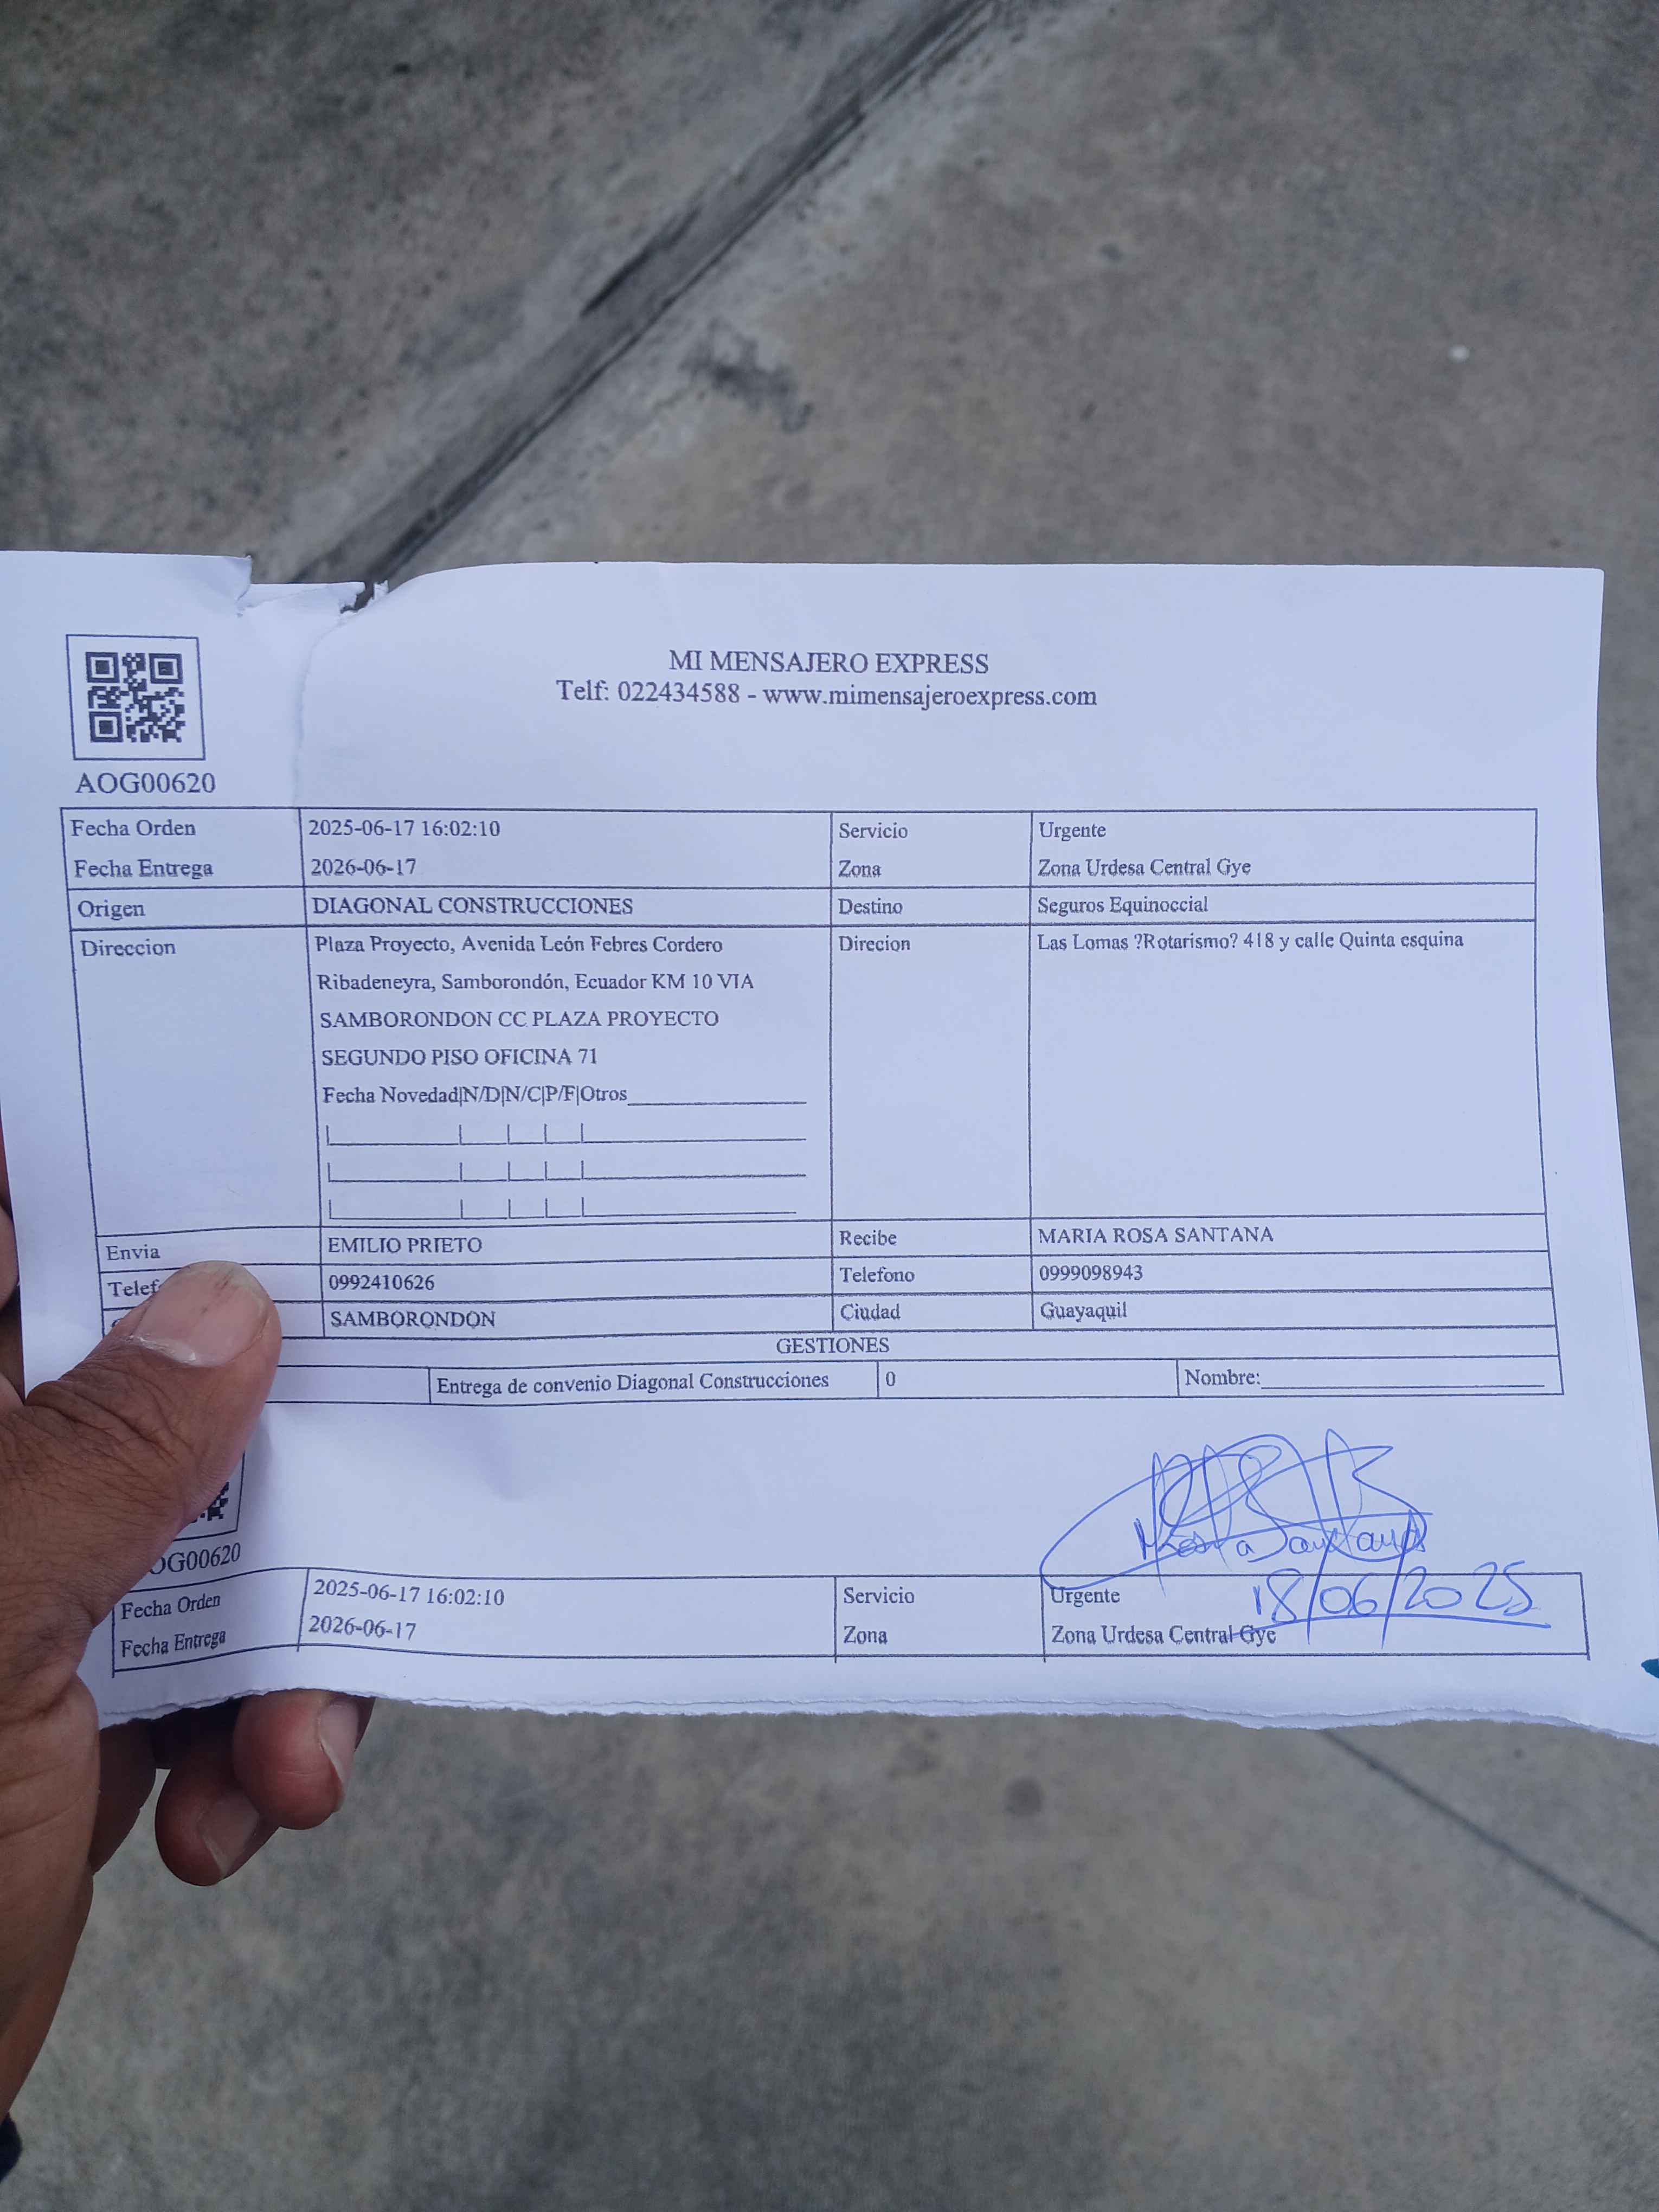 MI MENSAJERO EXPRESS
Telf: 022434588 - www.mimensajeroexpress.com
AOG00620
Fecha Orden 2025-06-17 16:02:10 Servicio Urgente
Fecha Entrega 2026-06-17 Zona Zona Urdesa Central Gye
Origen DIAGONAL CONSTRUCCIONES Destino Seguros Equinoccial
Direccion Plaza Proyecto, Avenida León Febres Cordero Direcion Las Lomas ?Rotarismo? 418 y calle Quinta esquina
Ribadeneyra, Samborondón, Ecuador KM 10 VIA
SAMBORONDON CC PLAZA PROYECTO
SEGUNDO PISO OFICINA 71
Fecha Novedad|N/D|N/C|P/F|Otros
Envia EMILIO PRIETO Recibe MARIA ROSA SANTANA
Telef 0992410626 Telefono 0999098943
SAMBORONDON Ciudad Guayaquil
GESTIONES
Entrega de convenio Diagonal Construcciones 0 Nombre:
Santana
18/06/2025
OG00620
Fecha Orden 2025-06-17 16:02:10 Servicio Urgente
Fecha Entrega 2026-06-17 Zona Zona Urdesa Central Gye